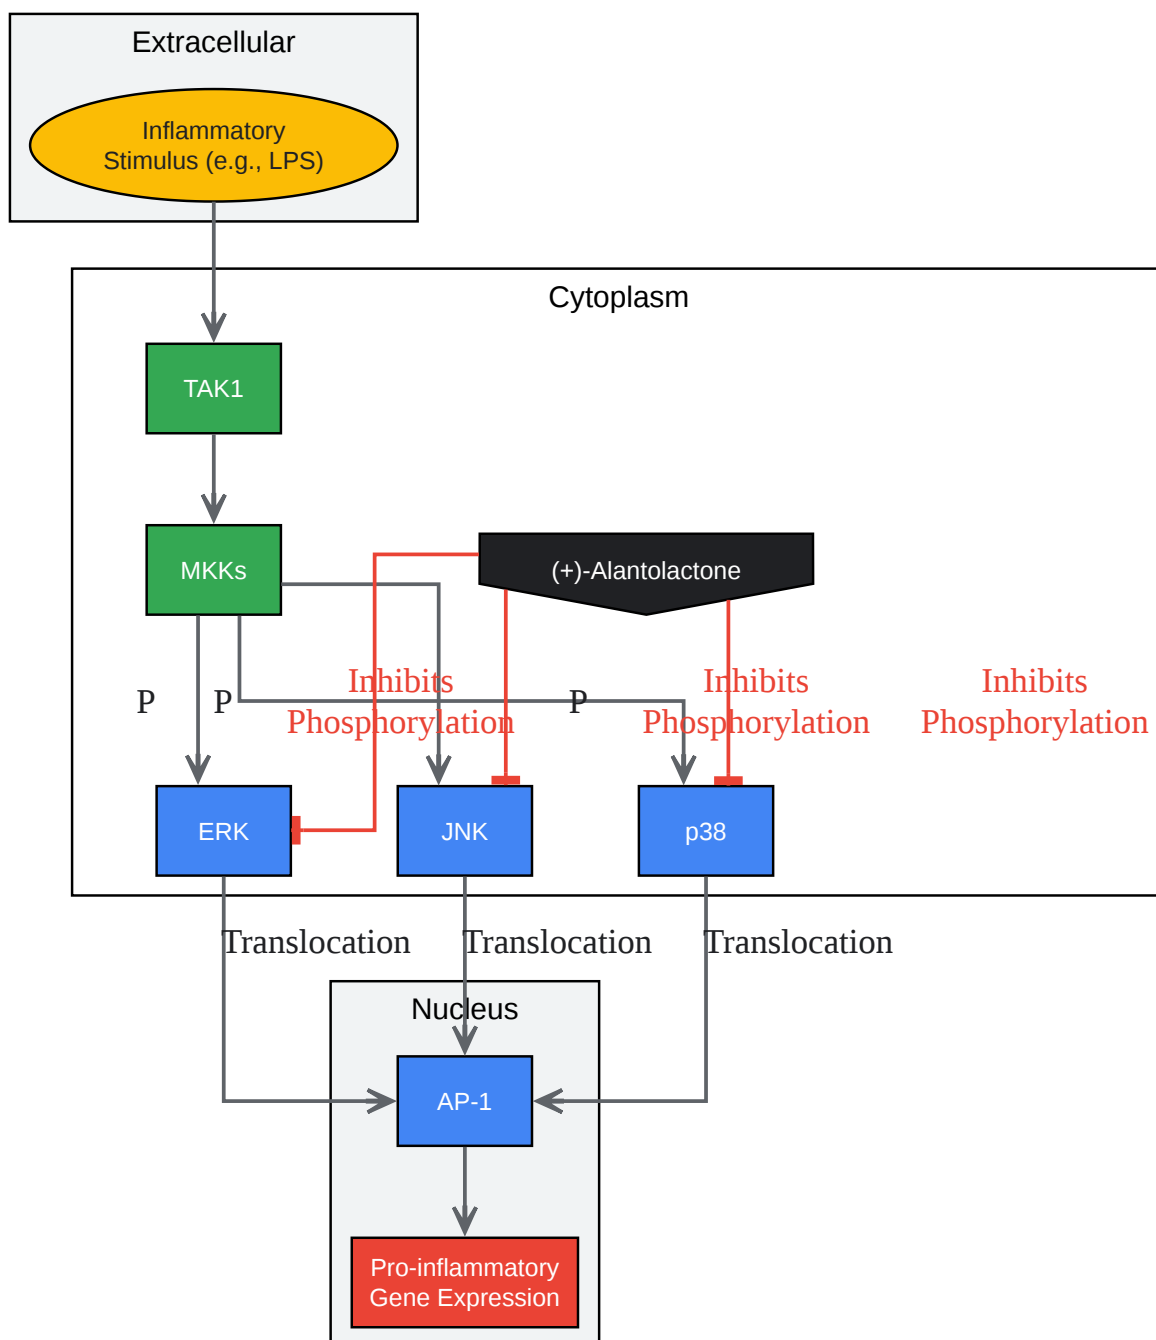 Extracellular
Inflammatory
Stimulus (e.g., LPS)
Cytoplasm
TAK1
MKKs
(+)-Alantolactone
P
P
Inhibits
Phosphorylation
P
Inhibits
Phosphorylation
Inhibits
Phosphorylation
ERK
JNK
p38
Translocation
Translocation
Translocation
Nucleus
AP-1
Pro-inflammatory
Gene Expression